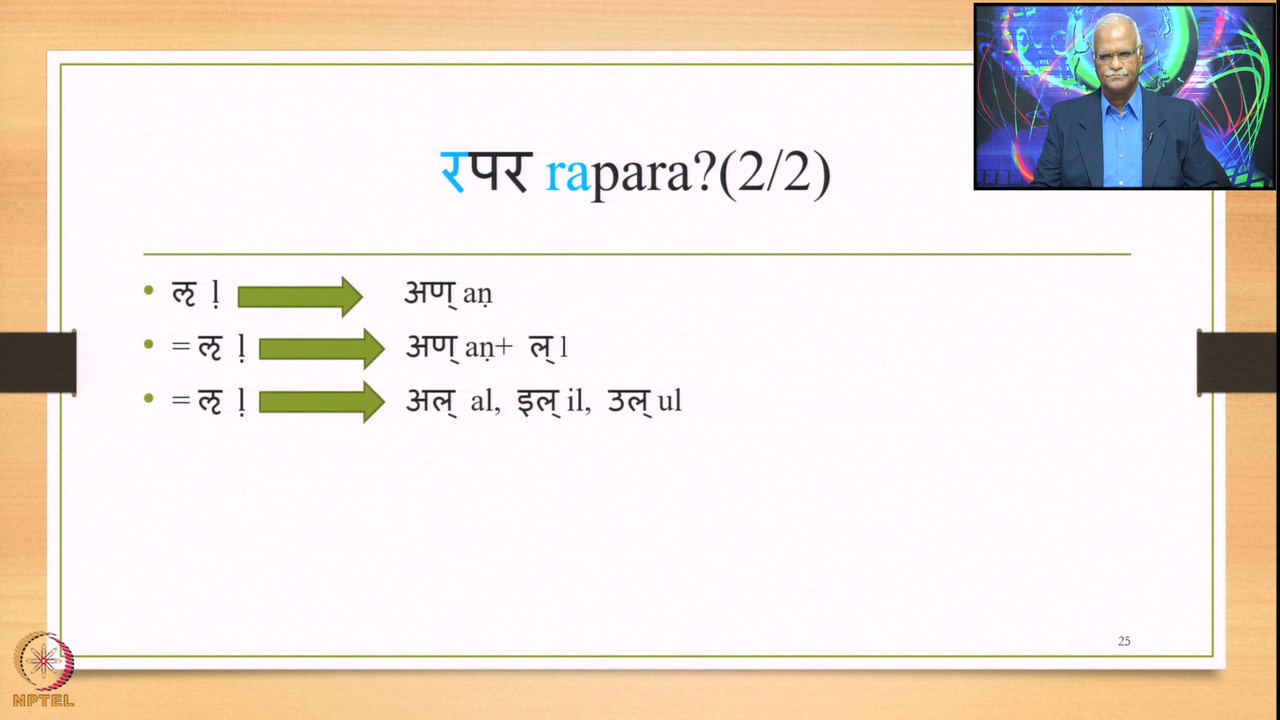 रपर rapara?(2/2)
• ऌ ḷ अण् aṇ
• = ऌ ḷ अण् aṇ+ ल् l
• = ऌ ḷ अल् al, इल् il, उल् ul
25
NPTEL